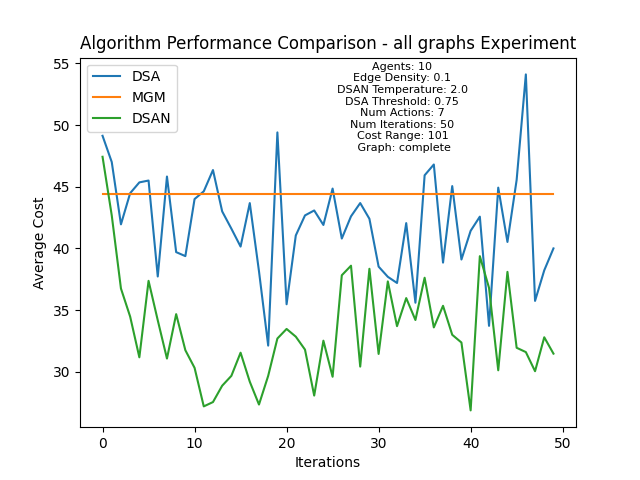 Algorithm Performance Comparison - all graphs Experiment
DSA
MGM
DSAN
Agents: 10
Edge Density: 0.1
DSAN Temperature: 2.0
DSA Threshold: 0.75
Num Actions: 7
Num Iterations: 50
Cost Range: 101
Graph: complete
55
50
45
40
35
30
Average Cost
0 10 20 30 40 50
Iterations